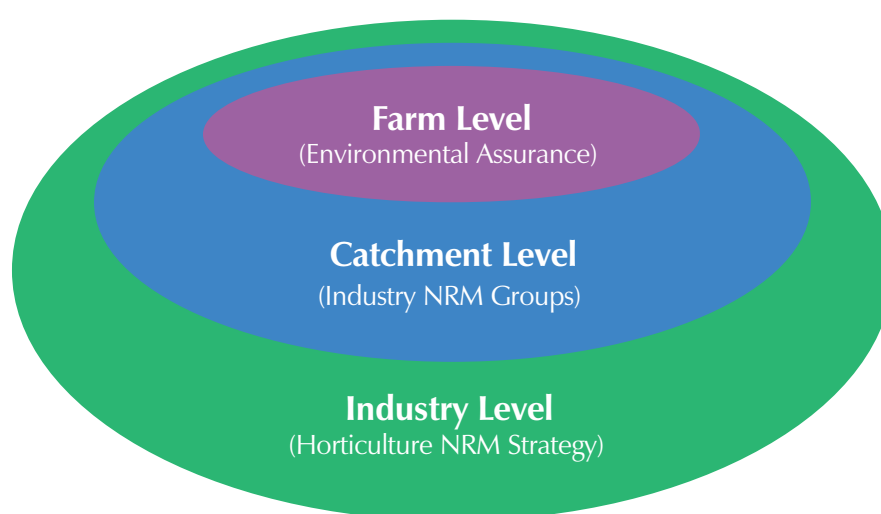 Farm Level
(Environmental Assurance)
Catchment Level
(Industry NRM Groups)
Industry Level
(Horticulture NRM Strategy)